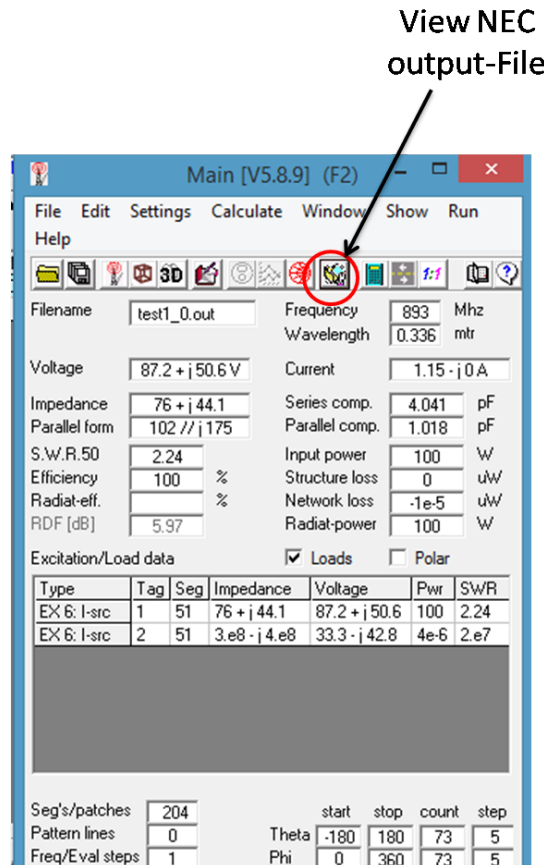 View NEC
output-File
Main [V5.8.9] (F2)
File Edit Settings Calculate Window Show Run
Help
3D 1:1
Filename test1_0.out Frequency 893 Mhz
Wavelength 0.336 mtr
Voltage 87.2 + j 50.6 V Current 1.15 - j 0 A
Impedance 76 + j 44.1 Series comp. 4.041 pF
Parallel form 102 // j 175 Parallel comp. 1.018 pF
S.W.R.50 2.24 Input power 100 W
Efficiency 100 % Structure loss 0 uW
Radiat-eff. % Network loss -1e-5 uW
RDF [dB] 5.97 Radiat-power 100 W
Excitation/Load data Loads Polar
Type Tag Seg Impedance Voltage Pwr SWR
EX 6: I-src 1 51 76 + j 44.1 87.2 + j 50.6 100 2.24
EX 6: I-src 2 51 3.e8 - j 4.e8 33.3 - j 42.8 4e-6 2.e7
Seg's/patches 204 start stop count step
Pattern lines 0 Theta -180 180 73 5
Freq/Eval steps 1 Phi 0 360 73 5